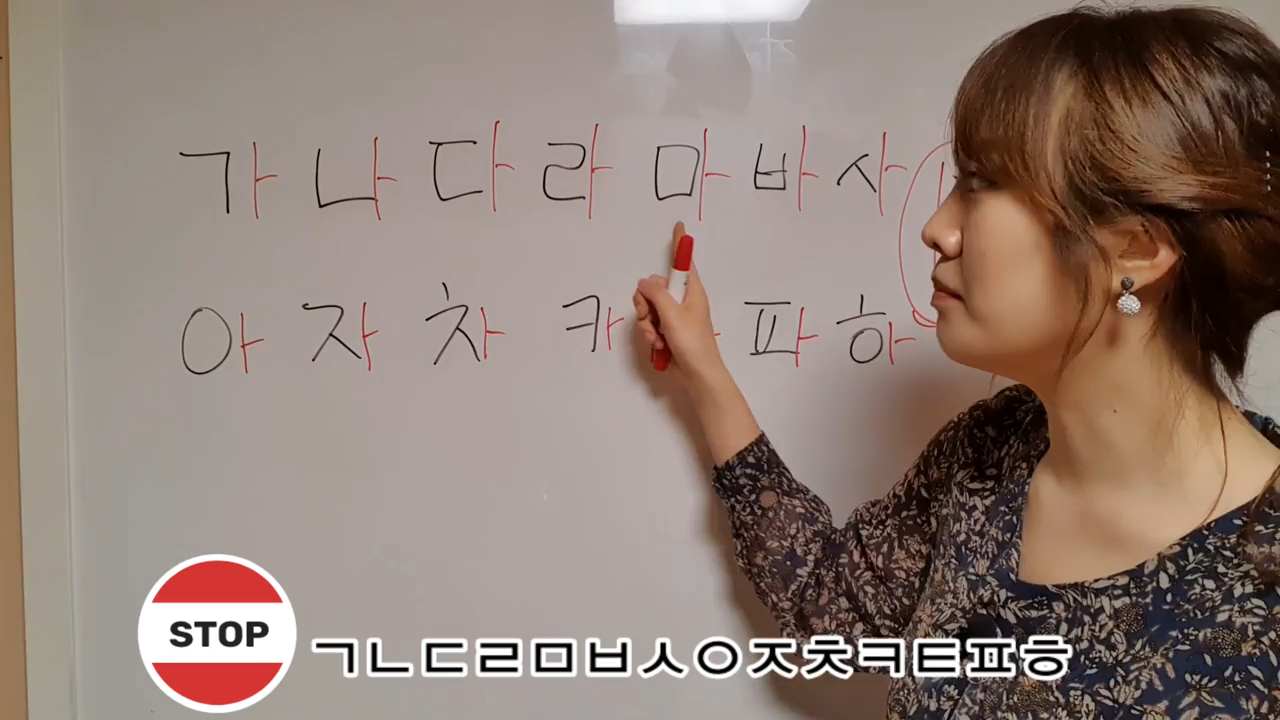 가 나 다 라 마 바 사
아 자 차 카 파 하
STOP
ㄱㄴㄷㄹㅁㅂㅅㅇㅈㅊㅋㅌㅍㅎ